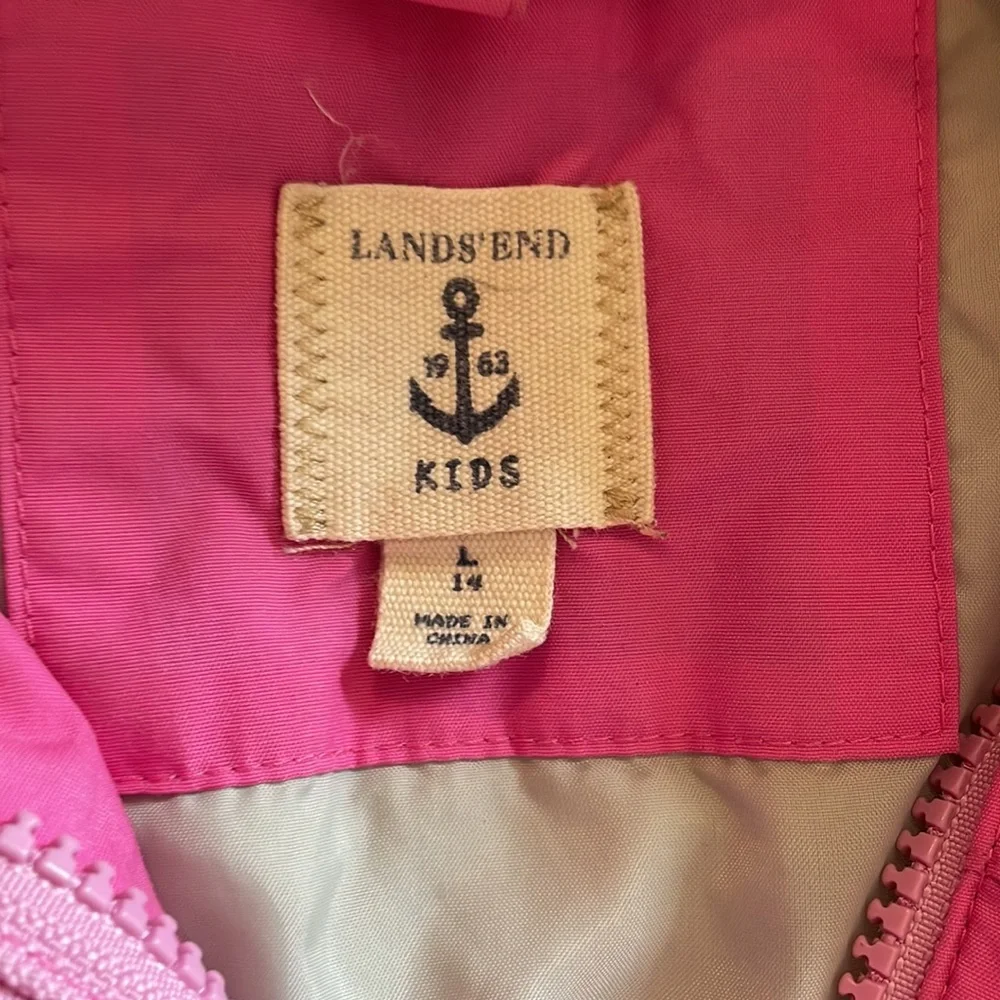 LANDS' END
19 63
KIDS
L
14
MADE IN
CHINA